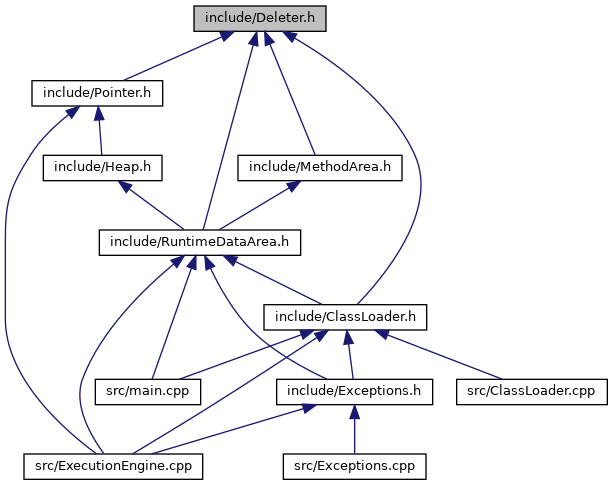 include/Deleter.h
include/Pointer.h
include/Heap.h
include/MethodArea.h
include/RuntimeDataArea.h
include/ClassLoader.h
src/main.cpp
include/Exceptions.h
src/ClassLoader.cpp
src/ExecutionEngine.cpp
src/Exceptions.cpp